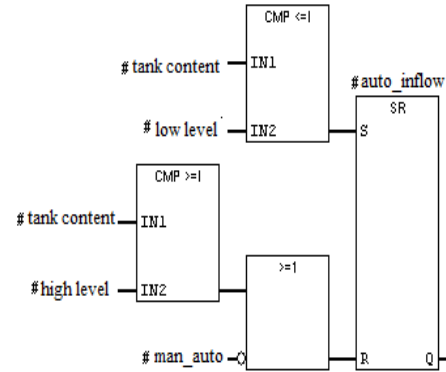 CMP <=I
# tank content IN1
# auto_inflow
SR
# low level IN2 S
CMP >=I
# tank content IN1
>=1
# high level IN2
# man_auto R Q